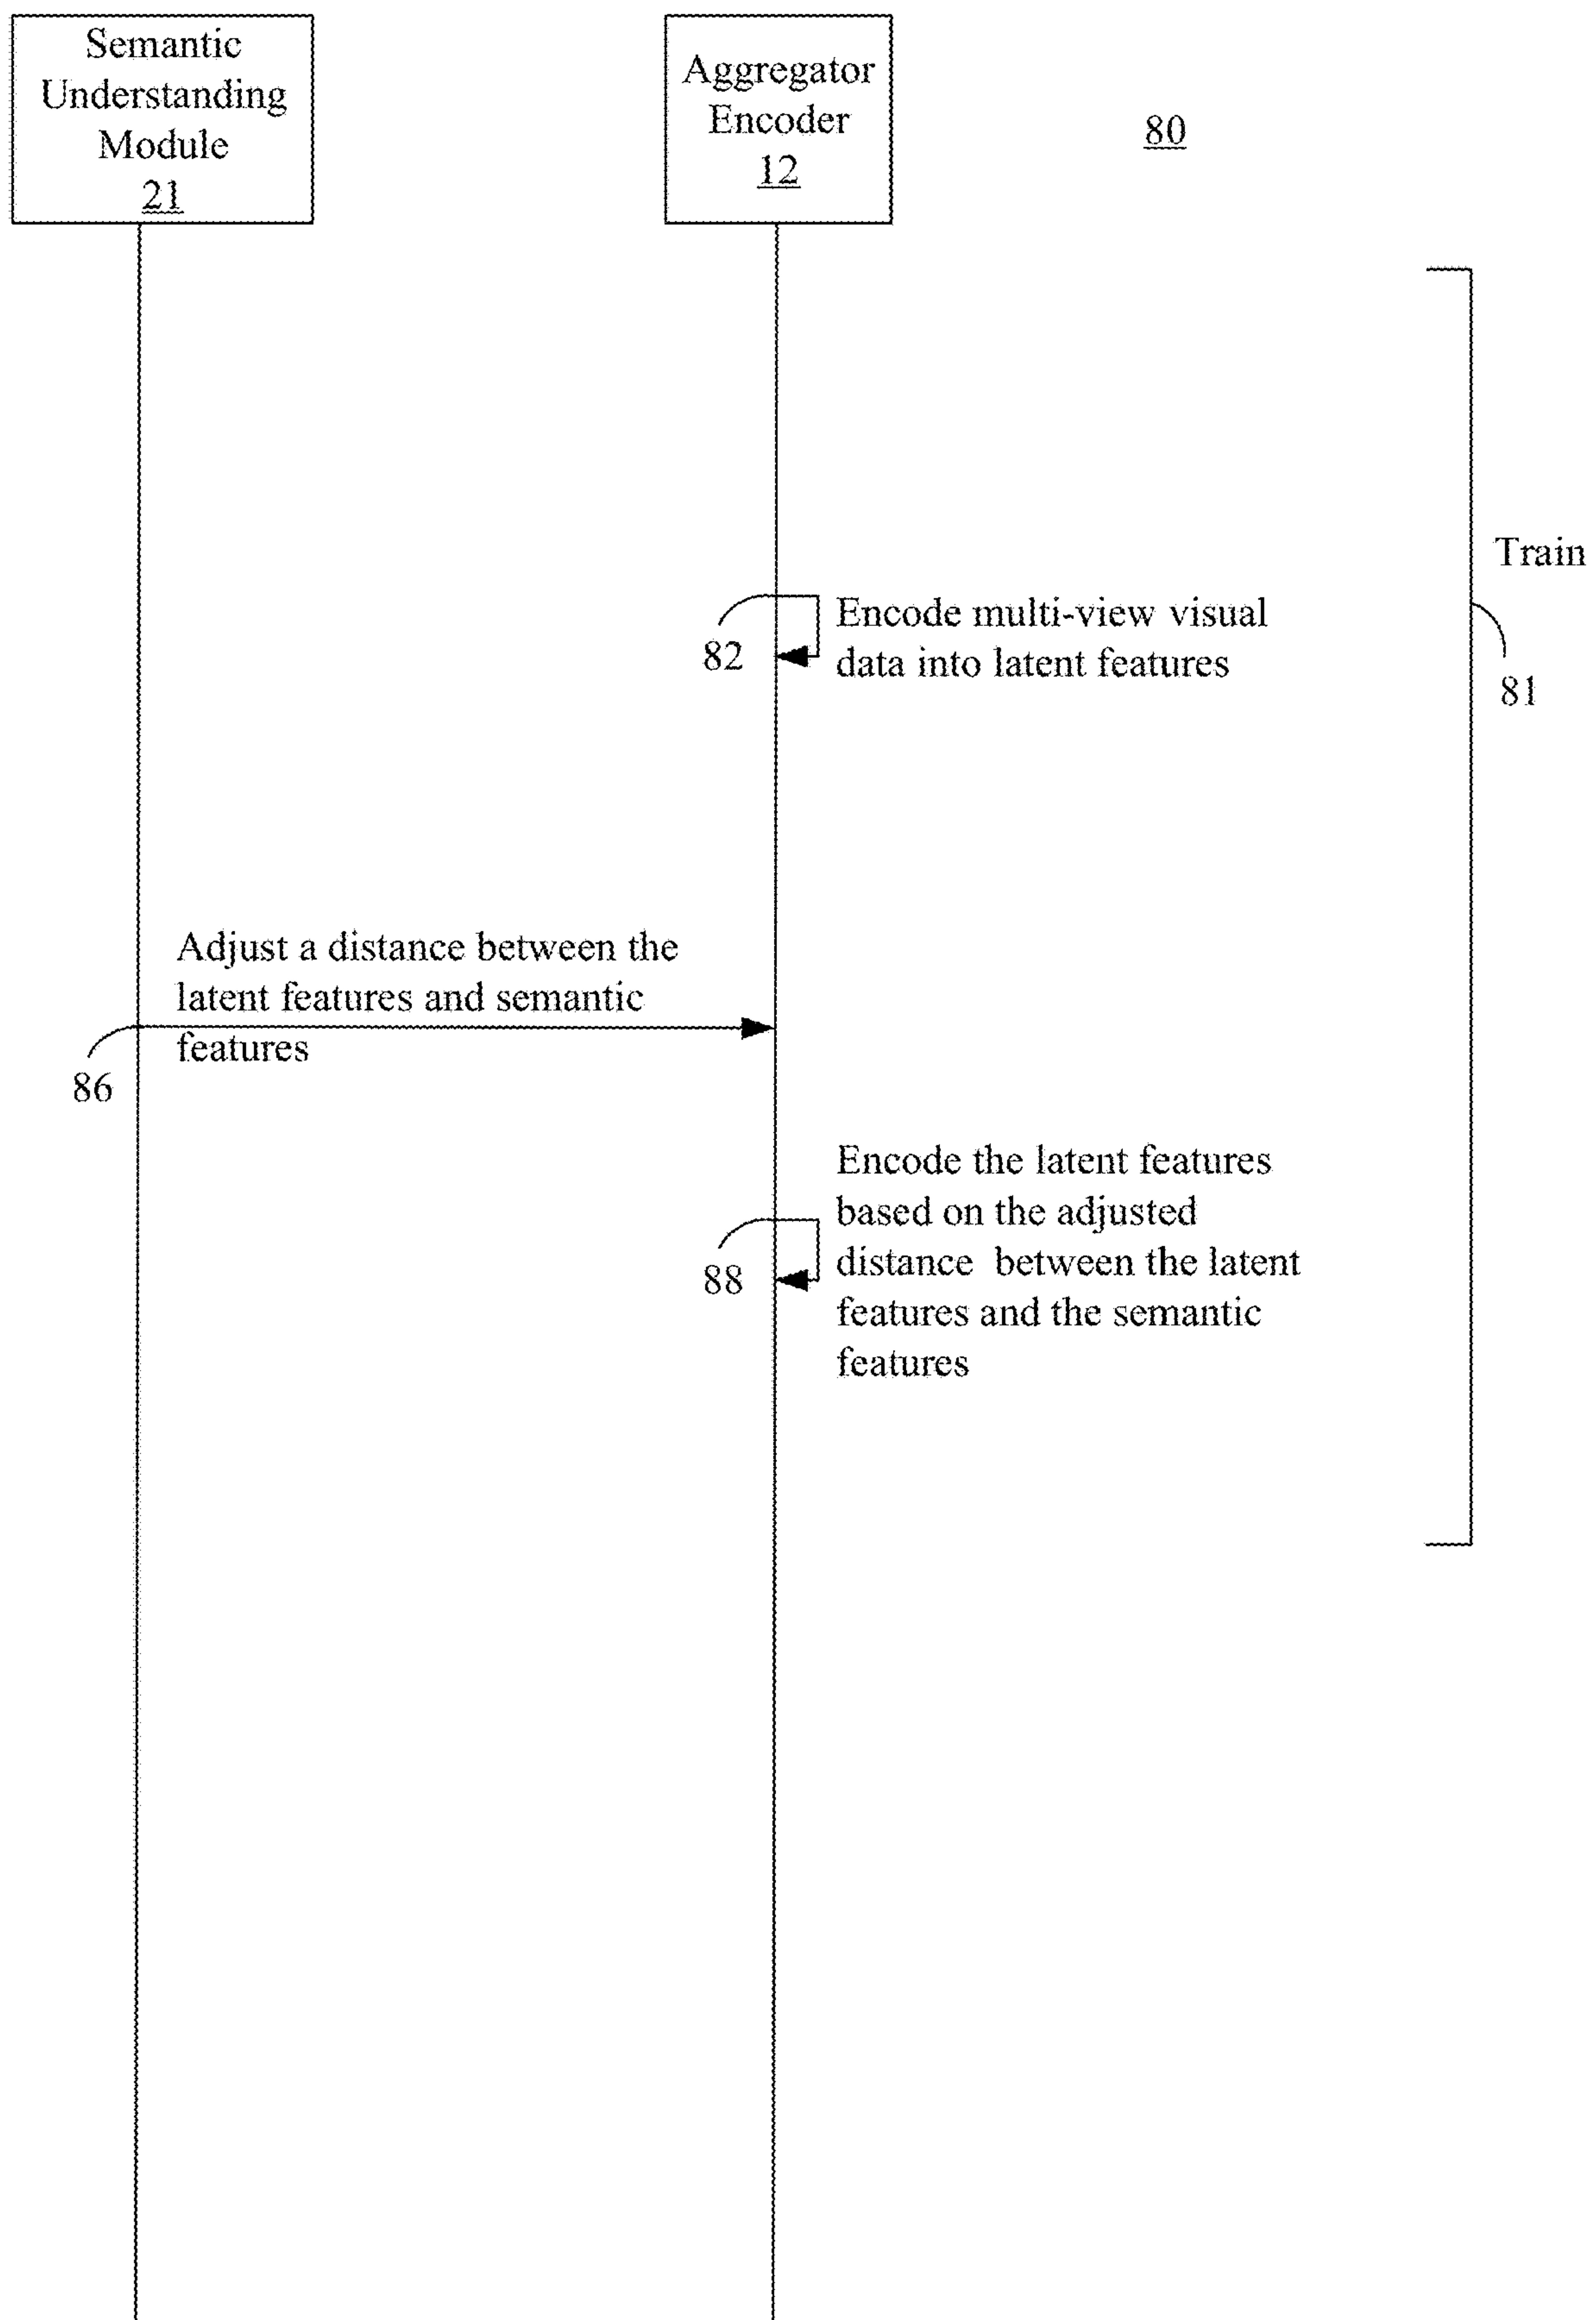 Semantic
Understanding
Module
21
Aggregator
Encoder
12
80
Train
81
82
Encode multi-view visual
data into latent features
Adjust a distance between the
latent features and semantic
features
86
Encode the latent features
based on the adjusted
distance between the latent
features and the semantic
features
88